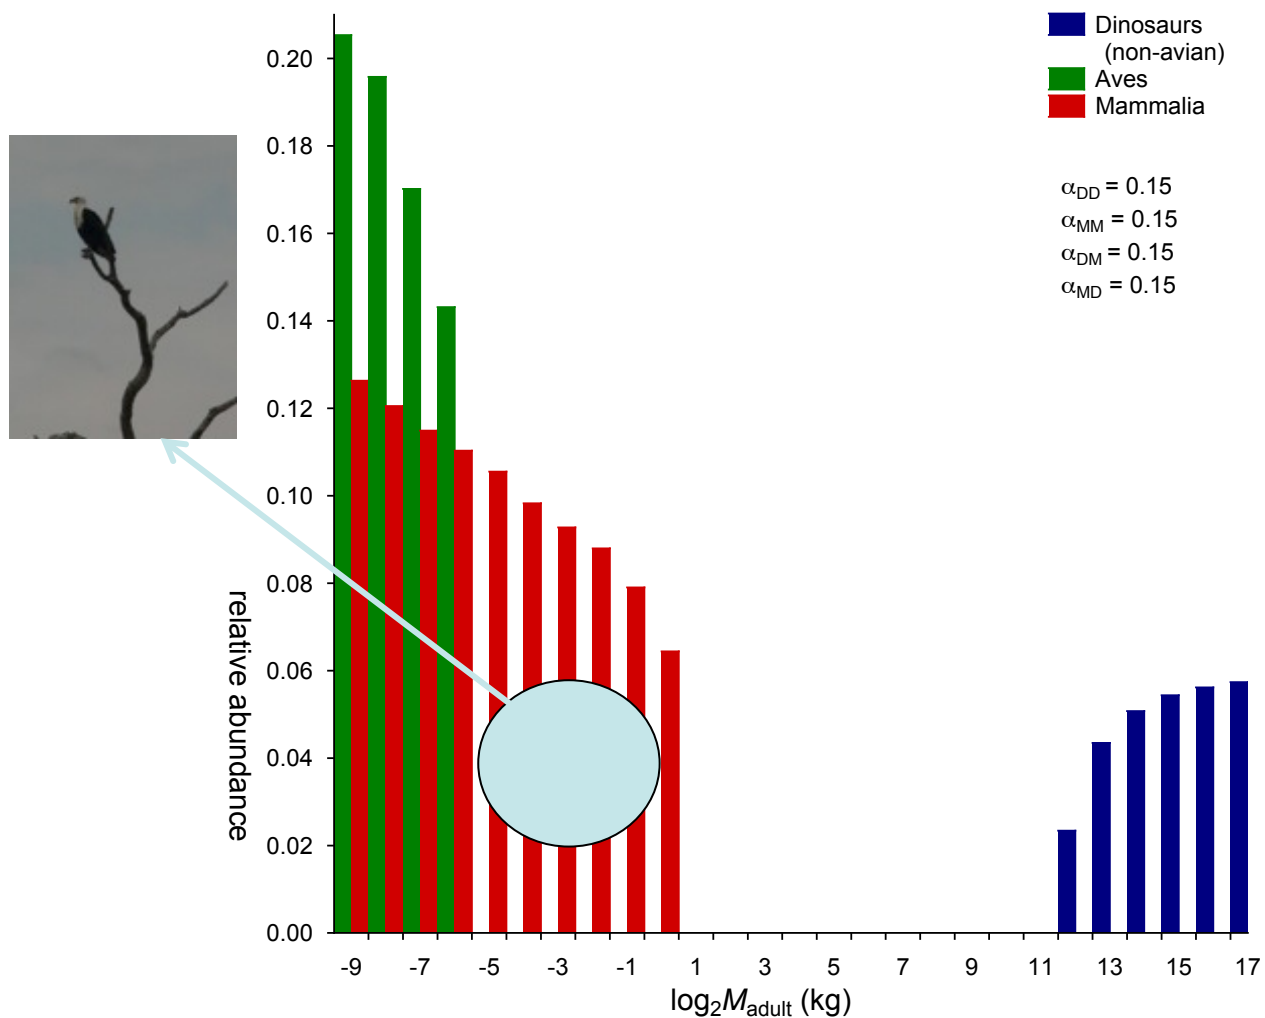 Dinosaurs
(non-avian)
Aves
Mammalia
αDD = 0.15
αMM = 0.15
αDM = 0.15
αMD = 0.15
relative abundance
0.20
0.18
0.16
0.14
0.12
0.10
0.08
0.06
0.04
0.02
0.00
-9 -7 -5 -3 -1 1 3 5 7 9 11 13 15 17
log2Madult (kg)